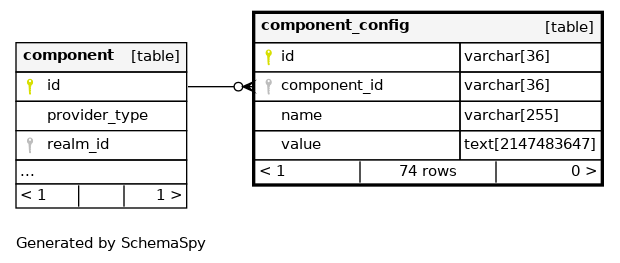 component [table]
id
provider_type
realm_id
...
< 1 1 >
component_config [table]
id varchar[36]
component_id varchar[36]
name varchar[255]
value text[2147483647]
< 1 74 rows 0 >
Generated by SchemaSpy